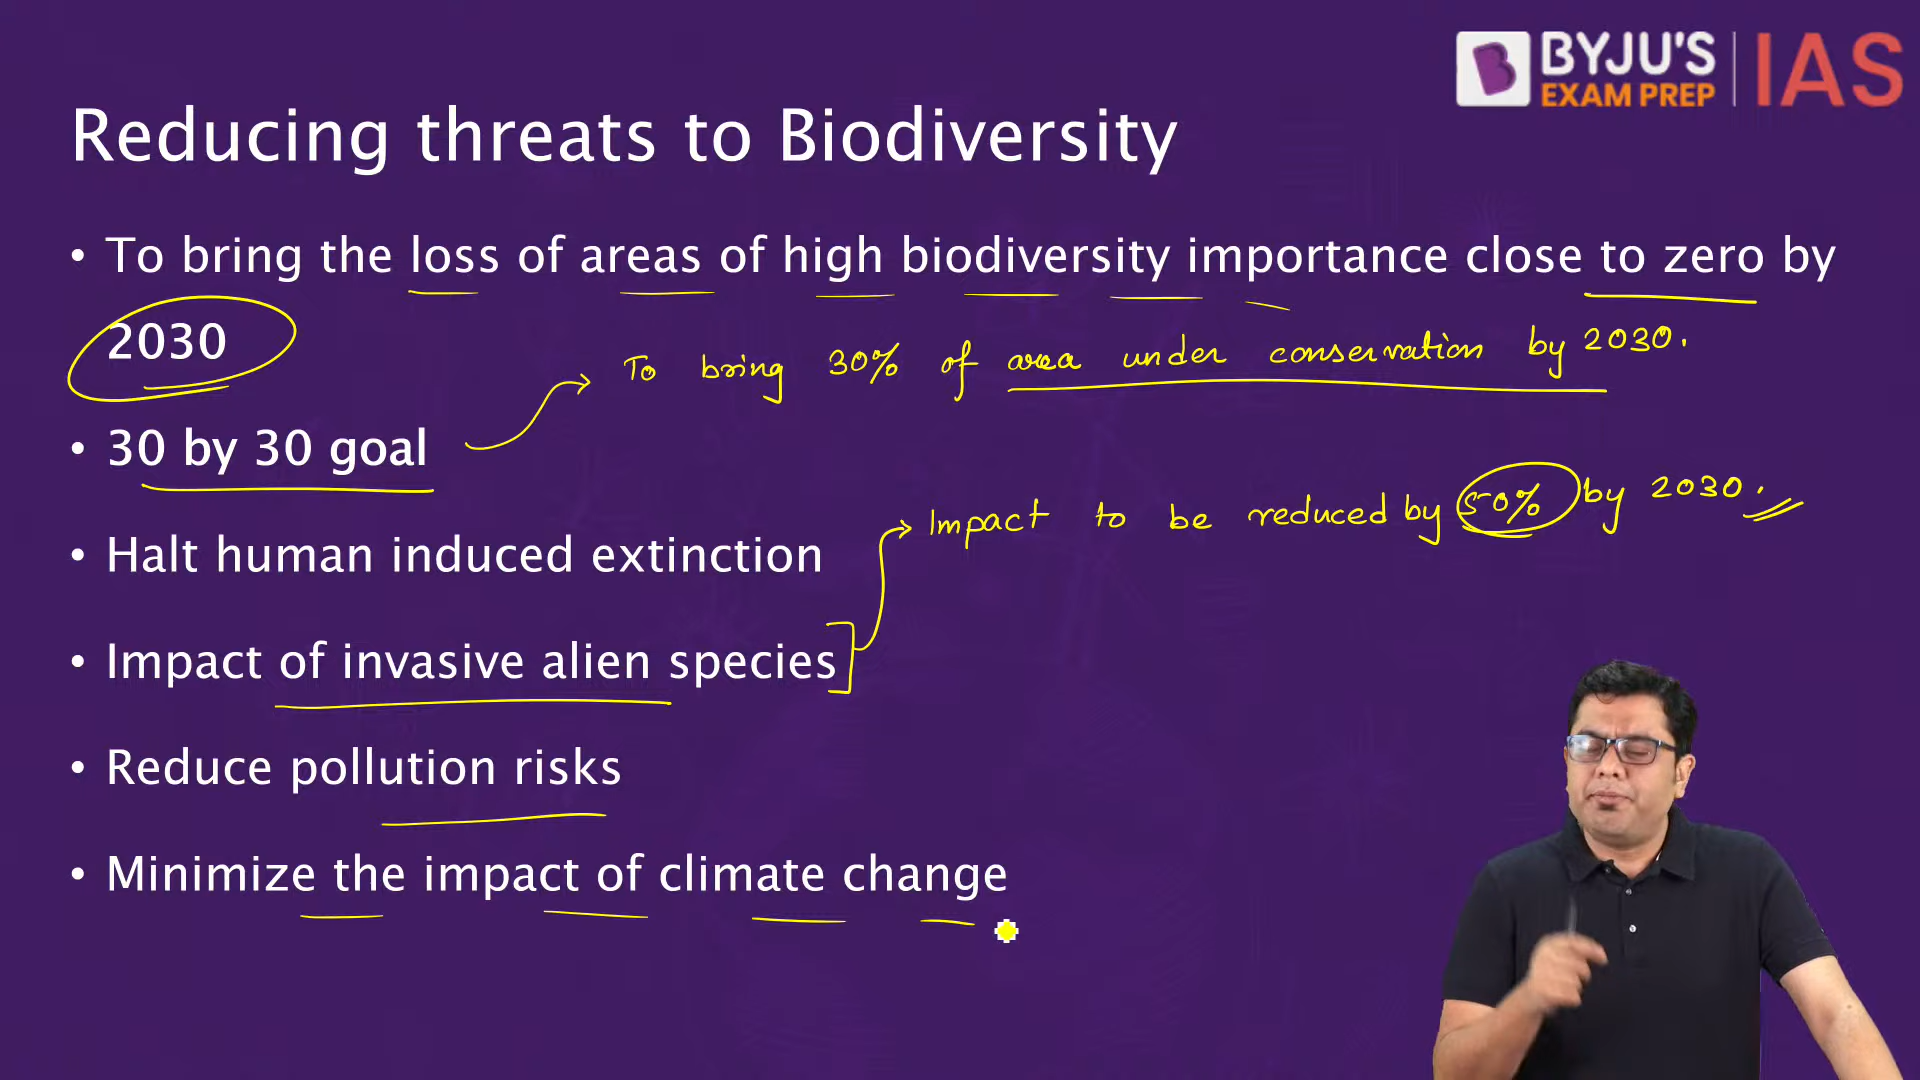 BYJU'S | IAS
EXAM PREP
Reducing threats to Biodiversity
• To bring the loss of areas of high biodiversity importance close to zero by
2030
To bring 30% of area under conservation by 2030.
• 30 by 30 goal
Impact to be reduced by 50% by 2030.
• Halt human induced extinction
• Impact of invasive alien species
• Reduce pollution risks
• Minimize the impact of climate change